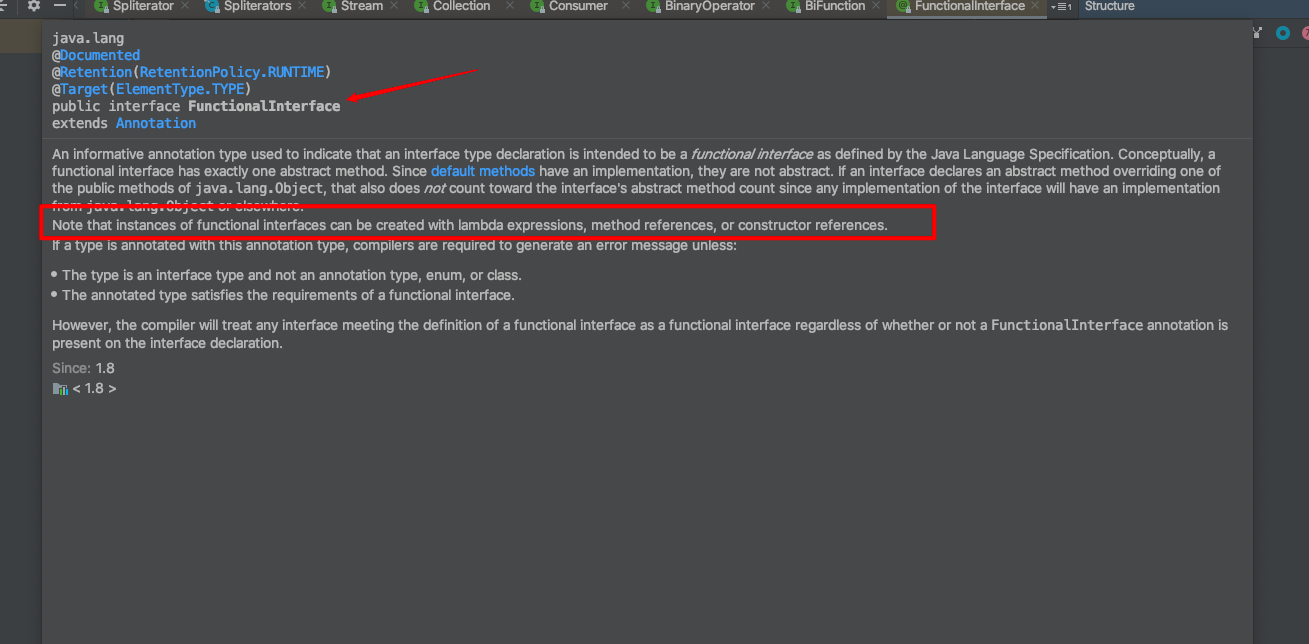 Spliterator Spliterators Stream Collection Consumer BinaryOperator BiFunction FunctionalInterface Structure
java.lang
@Documented
@Retention(RetentionPolicy.RUNTIME)
@Target(ElementType.TYPE)
public interface FunctionalInterface
extends Annotation
An informative annotation type used to indicate that an interface type declaration is intended to be a functional interface as defined by the Java Language Specification. Conceptually, a
functional interface has exactly one abstract method. Since default methods have an implementation, they are not abstract. If an interface declares an abstract method overriding one of
the public methods of java.lang.Object, that also does not count toward the interface's abstract method count since any implementation of the interface will have an implementation
from java.lang.Object or elsewhere.
Note that instances of functional interfaces can be created with lambda expressions, method references, or constructor references.
If a type is annotated with this annotation type, compilers are required to generate an error message unless:
• The type is an interface type and not an annotation type, enum, or class.
• The annotated type satisfies the requirements of a functional interface.
However, the compiler will treat any interface meeting the definition of a functional interface as a functional interface regardless of whether or not a FunctionalInterface annotation is
present on the interface declaration.
Since: 1.8
< 1.8 >